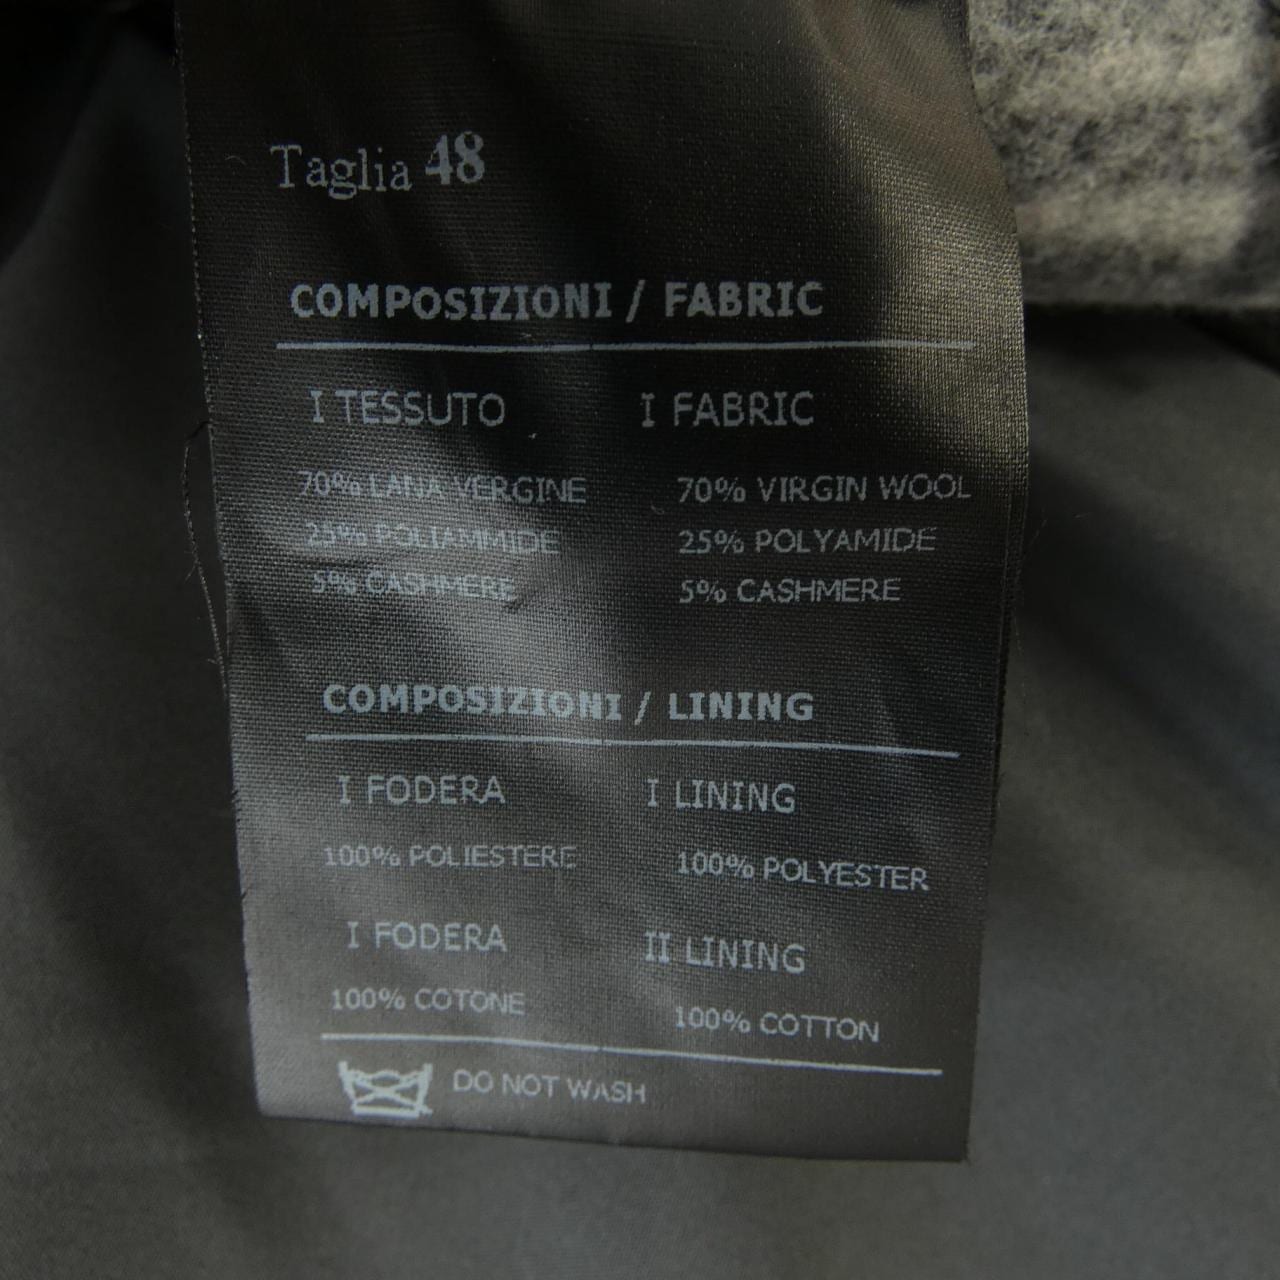 Taglia 48
COMPOSIZIONI / FABRIC
I TESSUTO I FABRIC
70% LANA VERGINE 70% VIRGIN WOOL
25% POLIAMMIDE 25% POLYAMIDE
5% CASHMERE 5% CASHMERE
COMPOSIZIONI / LINING
I FODERA I LINING
100% POLIESTERE 100% POLYESTER
I FODERA II LINING
100% COTONE 100% COTTON
DO NOT WASH